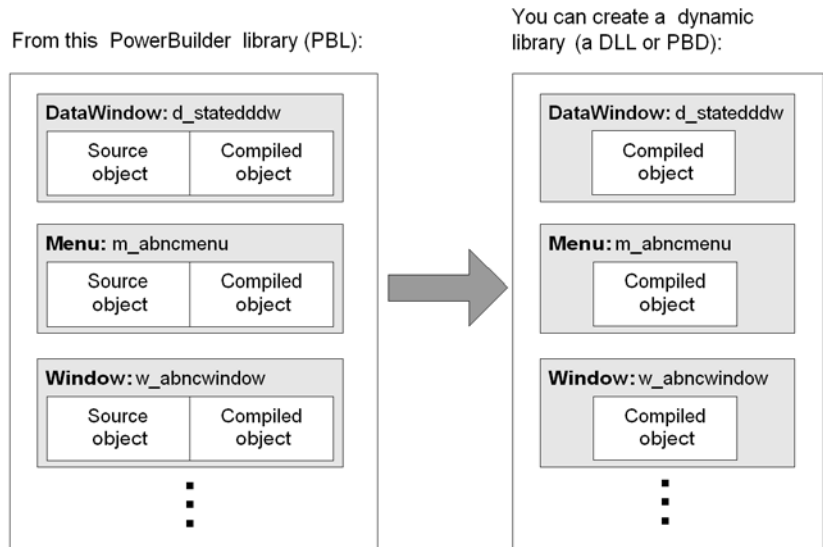 From this PowerBuilder library (PBL):
DataWindow: d_statedddw
Source
object
Compiled
object
Menu: m_abncmenu
Source
object
Compiled
object
Window: w_abncwindow
Source
object
Compiled
object
You can create a dynamic
library (a DLL or PBD):
DataWindow: d_statedddw
Compiled
object
Menu: m_abncmenu
Compiled
object
Window: w_abncwindow
Compiled
object